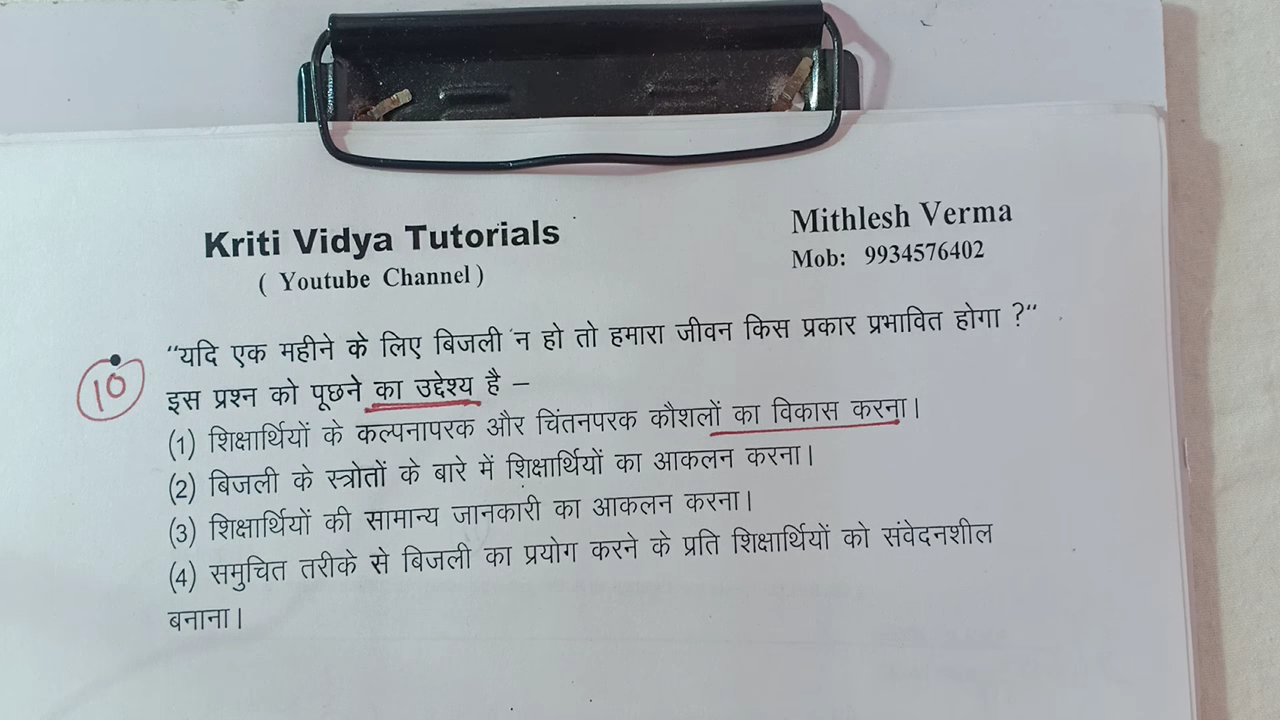 Kriti Vidya Tutorials
( Youtube Channel )
Mithlesh Verma
Mob: 9934576402
10
"यदि एक महीने के लिए बिजली न हो तो हमारा जीवन किस प्रकार प्रभावित होगा ?"
इस प्रश्न को पूछने का उद्देश्य है –
(1) शिक्षार्थियों के कल्पनापरक और चिंतनपरक कौशलों का विकास करना।
(2) बिजली के स्त्रोतों के बारे में शिक्षार्थियों का आकलन करना।
(3) शिक्षार्थियों की सामान्य जानकारी का आकलन करना।
(4) समुचित तरीके से बिजली का प्रयोग करने के प्रति शिक्षार्थियों को संवेदनशील
बनाना।